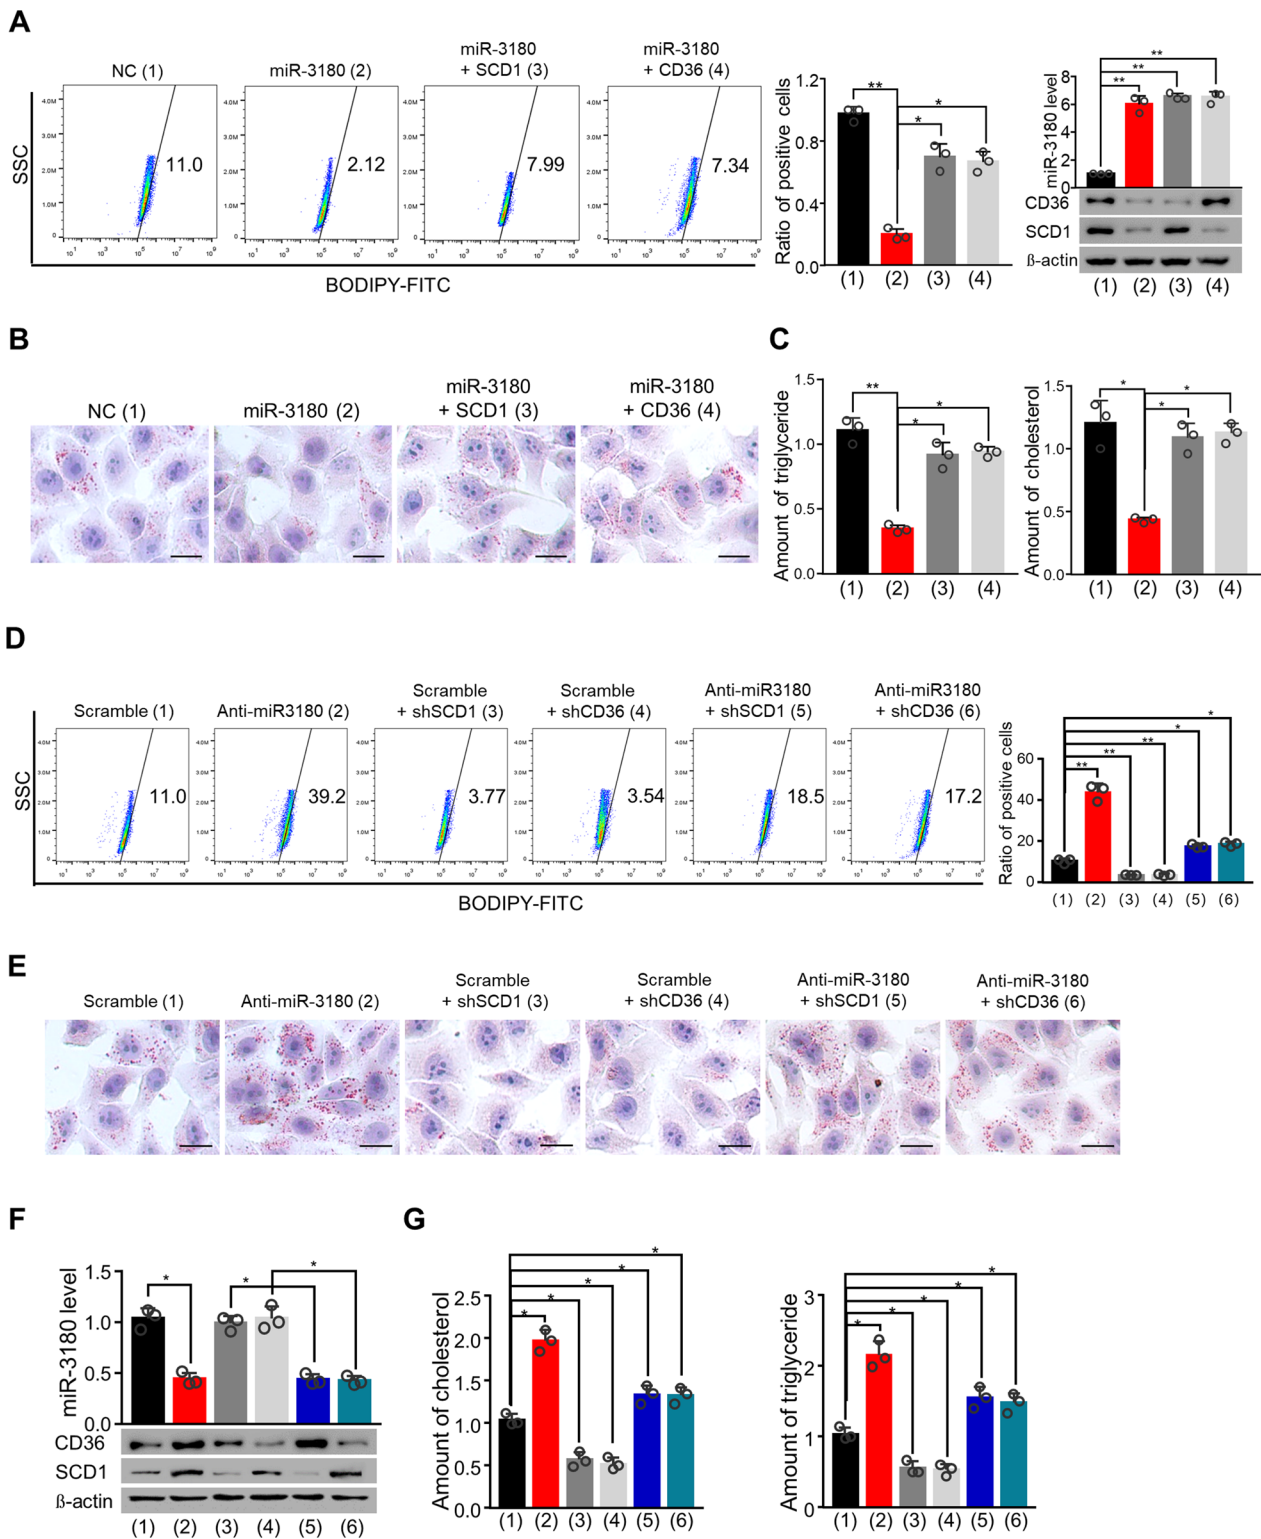 A
NC (1)
miR-3180 (2)
miR-3180
+ SCD1 (3)
miR-3180
+ CD36 (4)
SSC
4.0M
3.0M
2.0M
1.0M
0
11.0
2.12
7.99
7.34
BODIPY-FITC
Ratio of positive cells
1.2
0.8
0.4
0.0
** * *
(1) (2) (3) (4)
miR-3180 level
8
6
4
2
0
**
**
**
CD36
SCD1
ß-actin
(1) (2) (3) (4)
B
NC (1)
miR-3180 (2)
miR-3180
+ SCD1 (3)
miR-3180
+ CD36 (4)
C
Amount of triglyceride
1.5
1.0
0.5
0.0
** * *
(1) (2) (3) (4)
Amount of cholesterol
1.5
1.0
0.5
0.0
* * *
(1) (2) (3) (4)
D
Scramble (1)
Anti-miR3180 (2)
Scramble
+ shSCD1 (3)
Scramble
+ shCD36 (4)
Anti-miR3180
+ shSCD1 (5)
Anti-miR3180
+ shCD36 (6)
SSC
11.0
39.2
3.77
3.54
18.5
17.2
BODIPY-FITC
Ratio of positive cells
60
40
20
0
*
*
**
**
**
(1) (2) (3) (4) (5) (6)
E
Scramble (1)
Anti-miR-3180 (2)
Scramble
+ shSCD1 (3)
Scramble
+ shCD36 (4)
Anti-miR-3180
+ shSCD1 (5)
Anti-miR-3180
+ shCD36 (6)
F
miR-3180 level
1.5
1.0
0.5
0.0
* * *
CD36
SCD1
ß-actin
(1) (2) (3) (4) (5) (6)
G
Amount of cholesterol
2.5
2.0
1.5
1.0
0.5
0.0
*
*
*
*
*
(1) (2) (3) (4) (5) (6)
Amount of triglyceride
3
2
1
0
*
*
*
*
*
(1) (2) (3) (4) (5) (6)